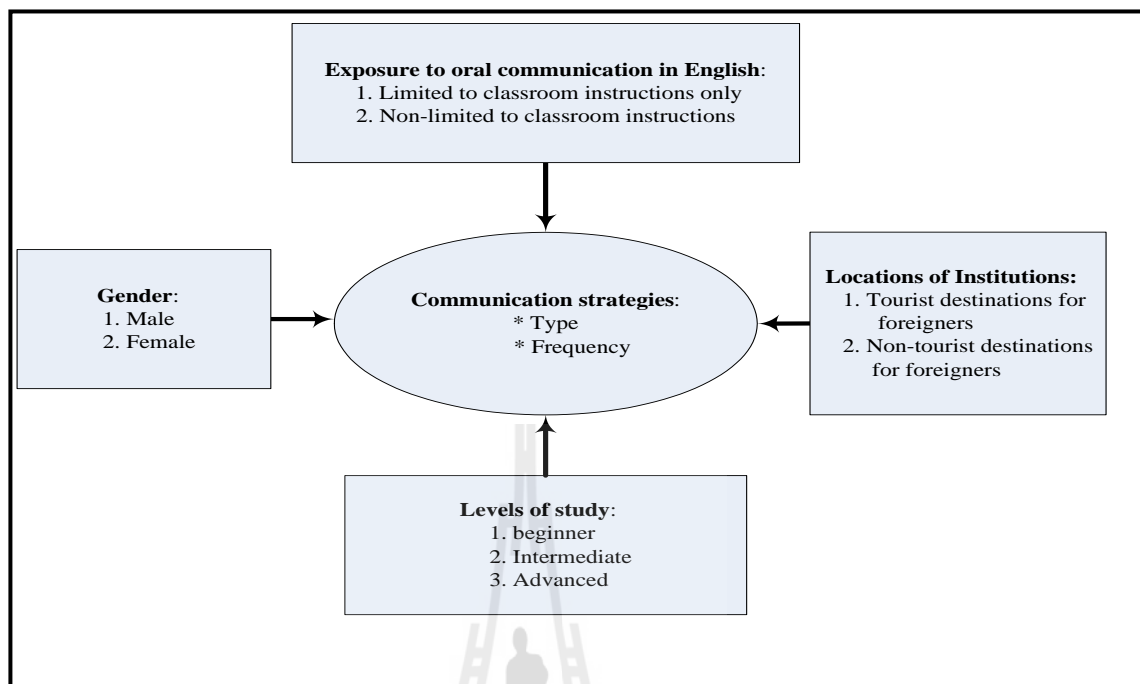 Exposure to oral communication in English:
1. Limited to classroom instructions only
2. Non-limited to classroom instructions
Gender:
1. Male
2. Female
Communication strategies:
* Type
* Frequency
Locations of Institutions:
1. Tourist destinations for
foreigners
2. Non-tourist destinations
for foreigners
Levels of study:
1. beginner
2. Intermediate
3. Advanced